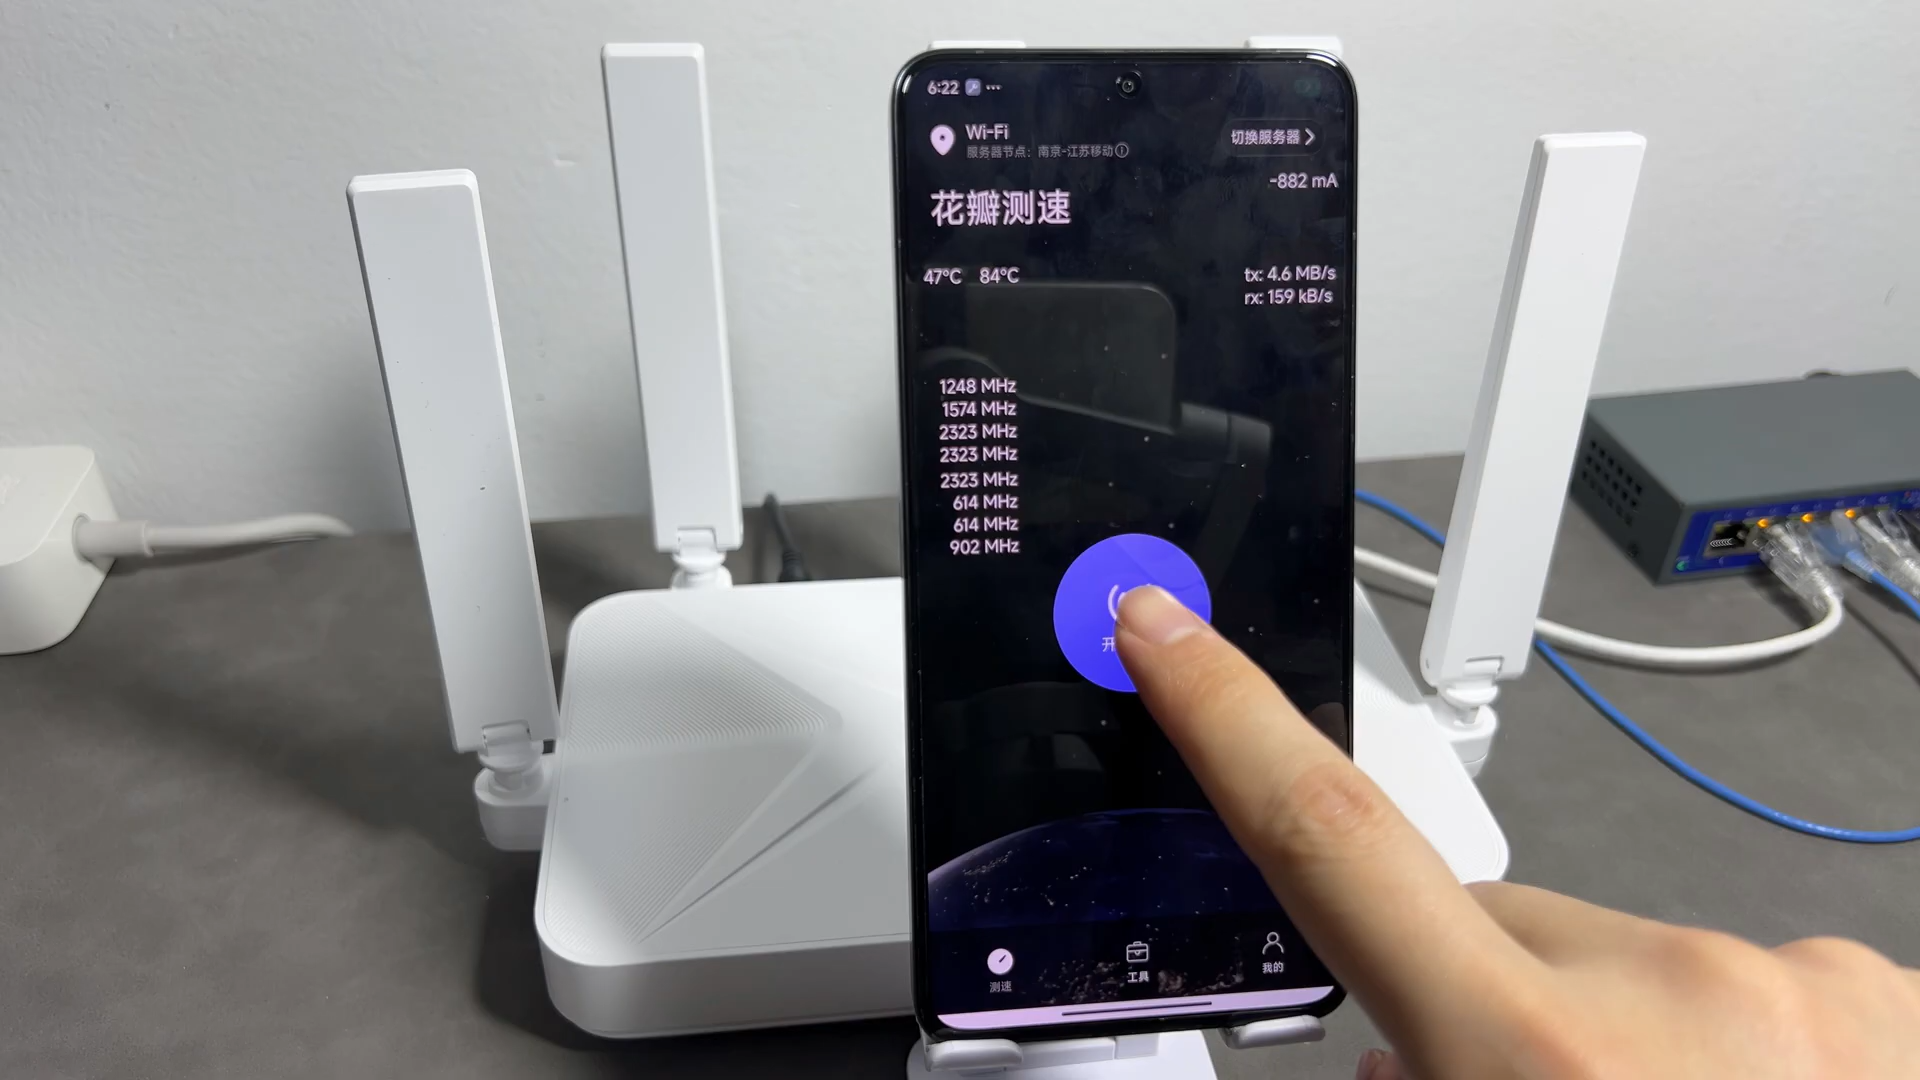 6:22 ···
Wi-Fi
服务器节点：南京-江苏移动
切换服务器
-882 mA
花瓣测速
47°C 84°C
tx: 4.6 MB/s
rx: 159 kB/s
1248 MHz
1574 MHz
2323 MHz
2323 MHz
2323 MHz
614 MHz
614 MHz
902 MHz
开
测速
工具
我的